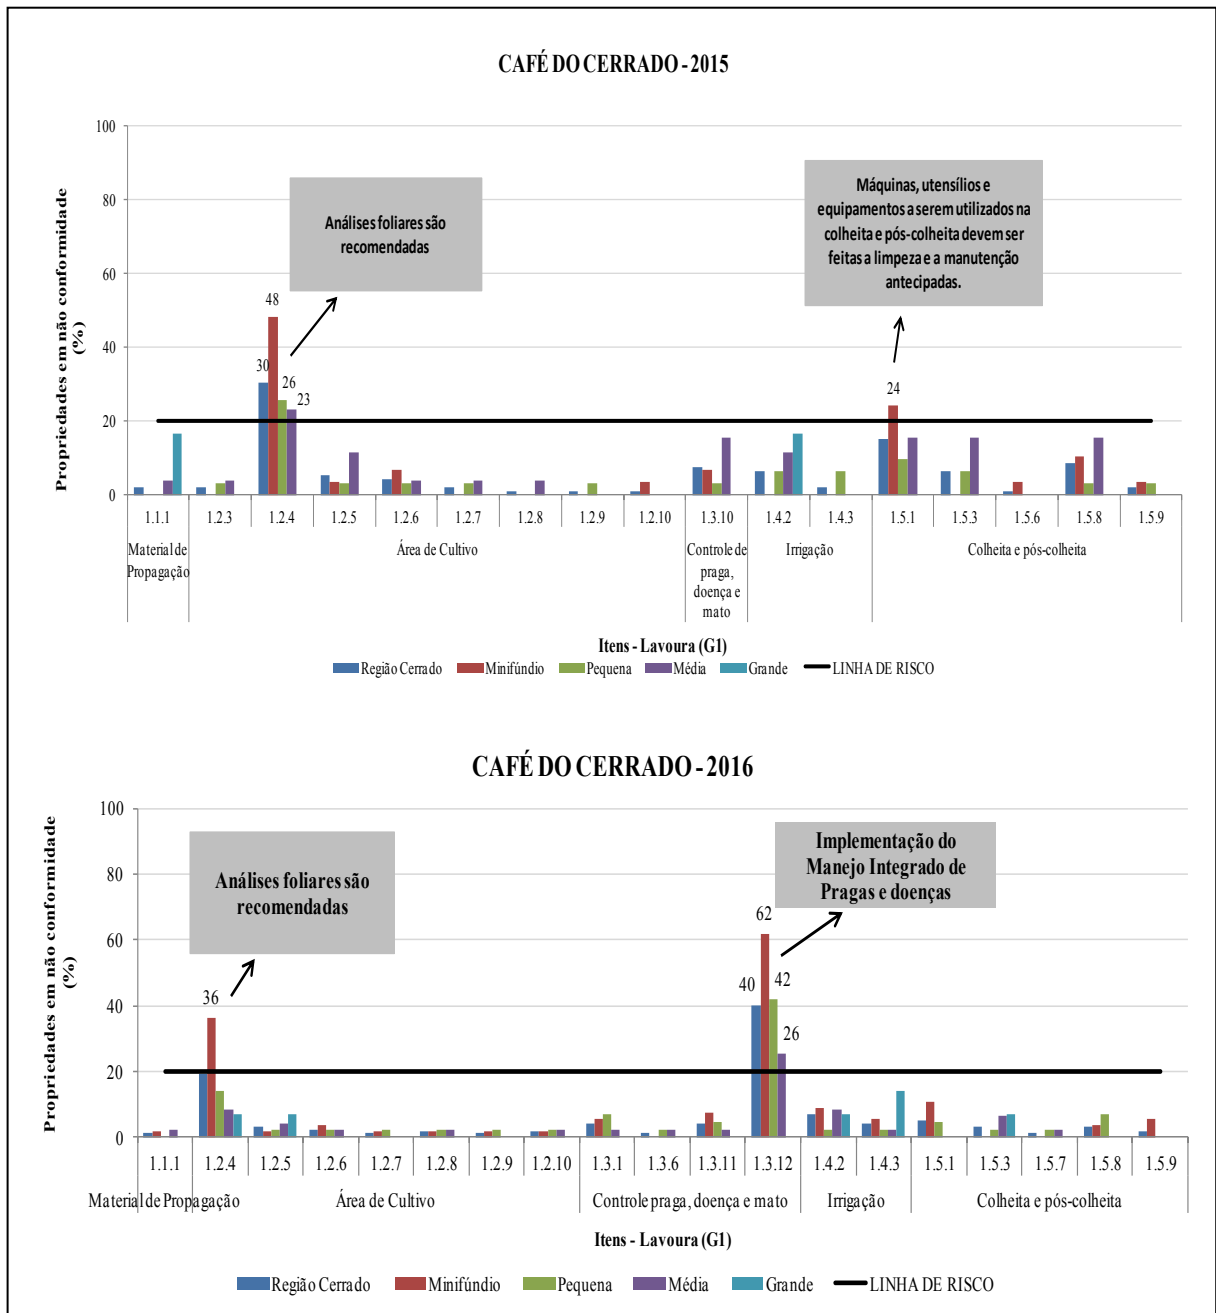 CAFÉ DO CERRADO - 2015
Propriedades em não conformidade
(%)
100
80
60
40
20
0
Análises foliares são
recomendadas
Máquinas, utensílios e
equipamentos a serem utilizados na
colheita e pós-colheita devem ser
feitas a limpeza e a manutenção
antecipadas.
48
30
26
23
24
1.1.1 1.2.3 1.2.4 1.2.5 1.2.6 1.2.7 1.2.8 1.2.9 1.2.10 1.3.10 1.4.2 1.4.3 1.5.1 1.5.3 1.5.6 1.5.8 1.5.9
Material de
Propagação
Área de Cultivo
Controle de
praga,
doença e
mato
Irrigação
Colheita e pós-colheita
Itens - Lavoura (G1)
Região Cerrado Minifúndio Pequena Média Grande LINHA DE RISCO
CAFÉ DO CERRADO - 2016
Propriedades em não conformidade
(%)
100
80
60
40
20
0
Análises foliares são
recomendadas
Implementação do
Manejo Integrado de
Pragas e doenças
36
62
40
42
26
1.1.1 1.2.4 1.2.5 1.2.6 1.2.7 1.2.8 1.2.9 1.2.10 1.3.1 1.3.6 1.3.11 1.3.12 1.4.2 1.4.3 1.5.1 1.5.3 1.5.7 1.5.8 1.5.9
Material de Propagação Área de Cultivo Controle praga, doença e mato Irrigação Colheita e pós-colheita
Itens - Lavoura (G1)
Região Cerrado Minifúndio Pequena Média Grande LINHA DE RISCO